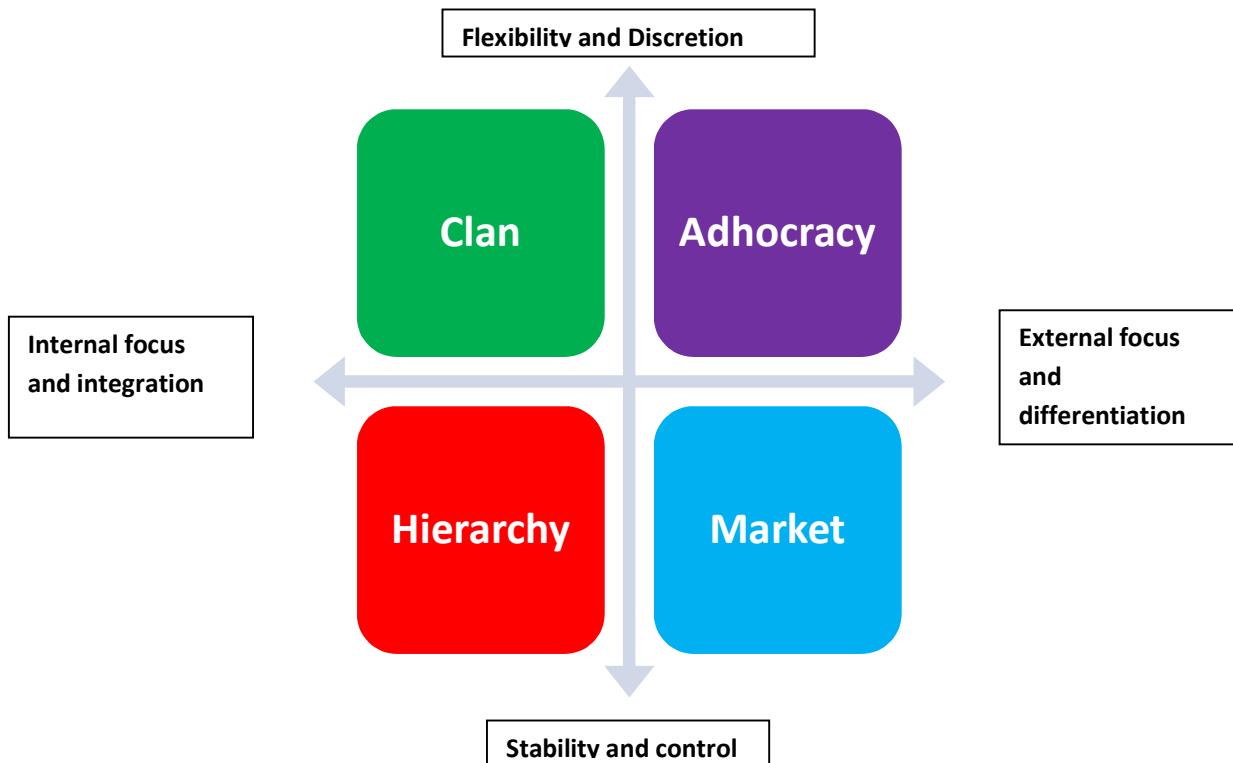 Flexibility and Discretion
Clan
Adhocracy
Internal focus
and integration
External focus
and
differentiation
Hierarchy
Market
Stability and control